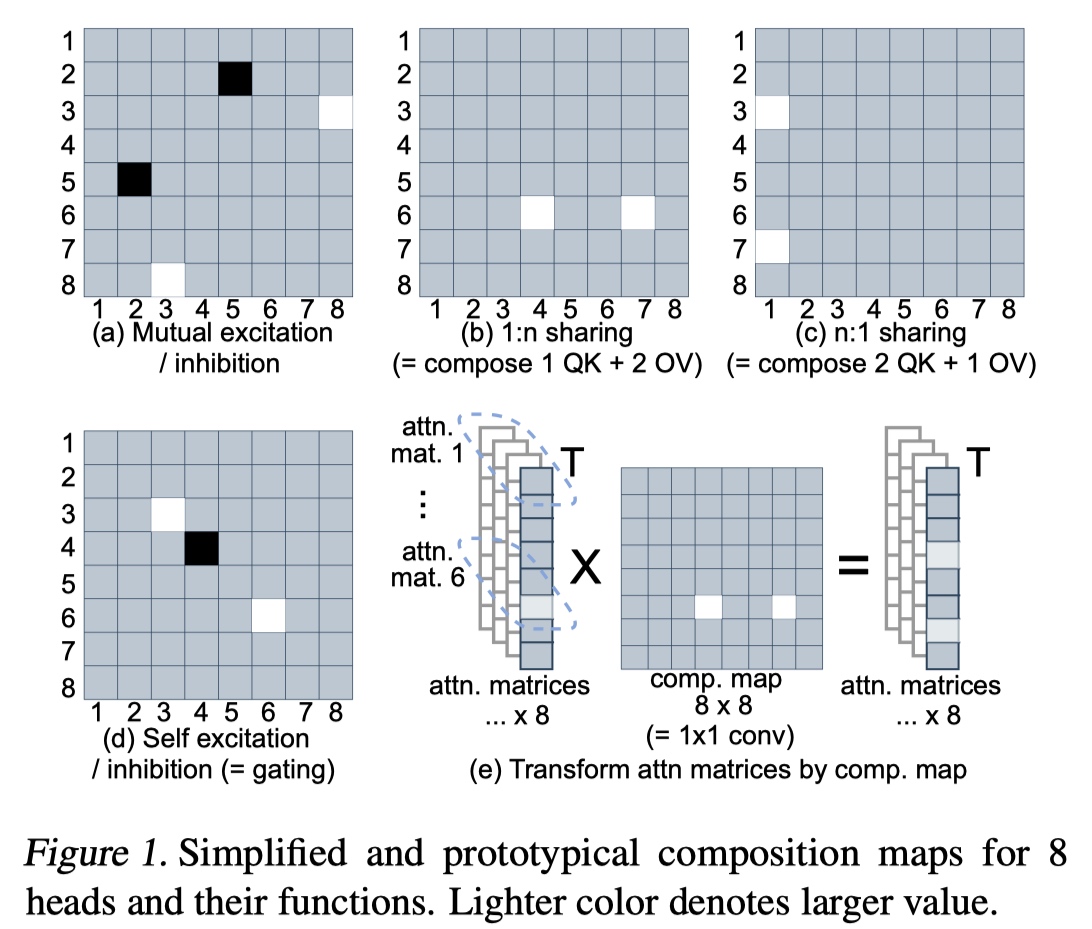 1
2
3
4
5
6
7
8
1 2 3 4 5 6 7 8
(a) Mutual excitation
/ inhibition
1
2
3
4
5
6
7
8
1 2 3 4 5 6 7 8
(b) 1:n sharing
(= compose 1 QK + 2 OV)
1
2
3
4
5
6
7
8
1 2 3 4 5 6 7 8
(c) n:1 sharing
(= compose 2 QK + 1 OV)
1
2
3
4
5
6
7
8
1 2 3 4 5 6 7 8
(d) Self excitation
/ inhibition (= gating)
attn.
mat. 1
⋮
attn.
mat. 6
T
attn. matrices
... x 8
X
comp. map
8 x 8
(= 1x1 conv)
=
T
attn. matrices
... x 8
(e) Transform attn matrices by comp. map
Figure 1. Simplified and prototypical composition maps for 8
heads and their functions. Lighter color denotes larger value.